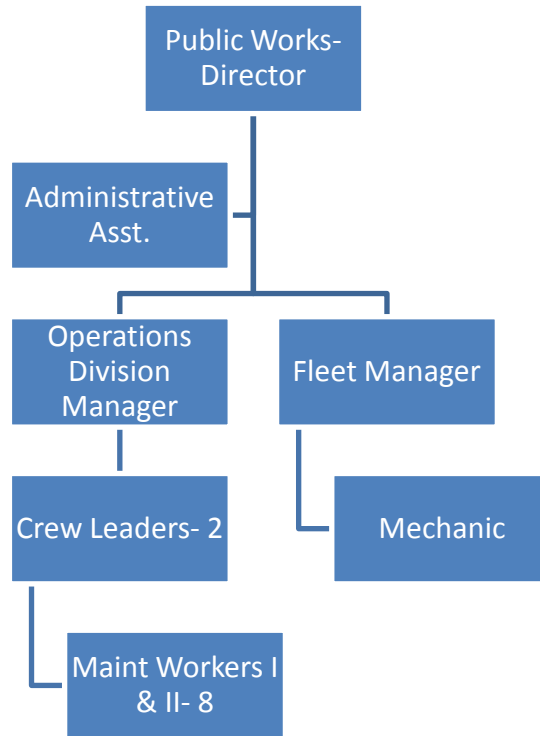 Public Works-
Director
Administrative
Asst.
Operations
Division
Manager
Fleet Manager
Crew Leaders- 2
Mechanic
Maint Workers I
& II- 8